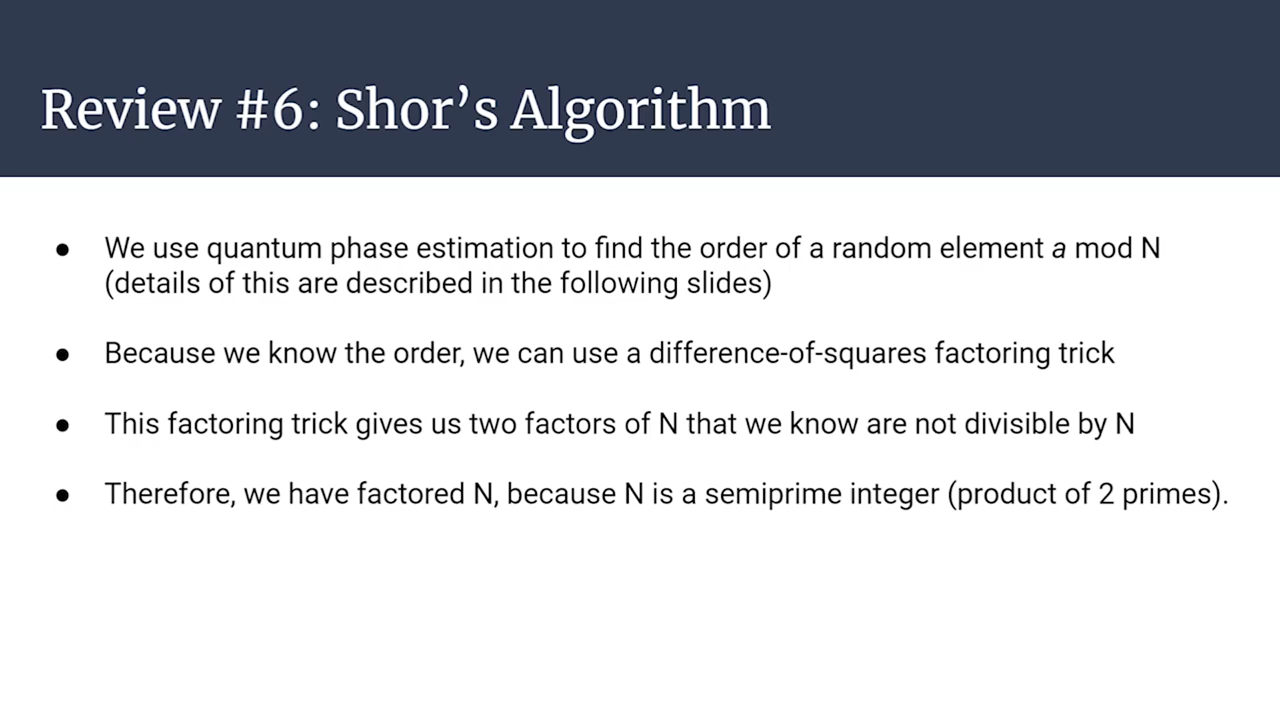 Review #6: Shor’s Algorithm
● We use quantum phase estimation to find the order of a random element a mod N
(details of this are described in the following slides)
● Because we know the order, we can use a difference-of-squares factoring trick
● This factoring trick gives us two factors of N that we know are not divisible by N
● Therefore, we have factored N, because N is a semiprime integer (product of 2 primes).